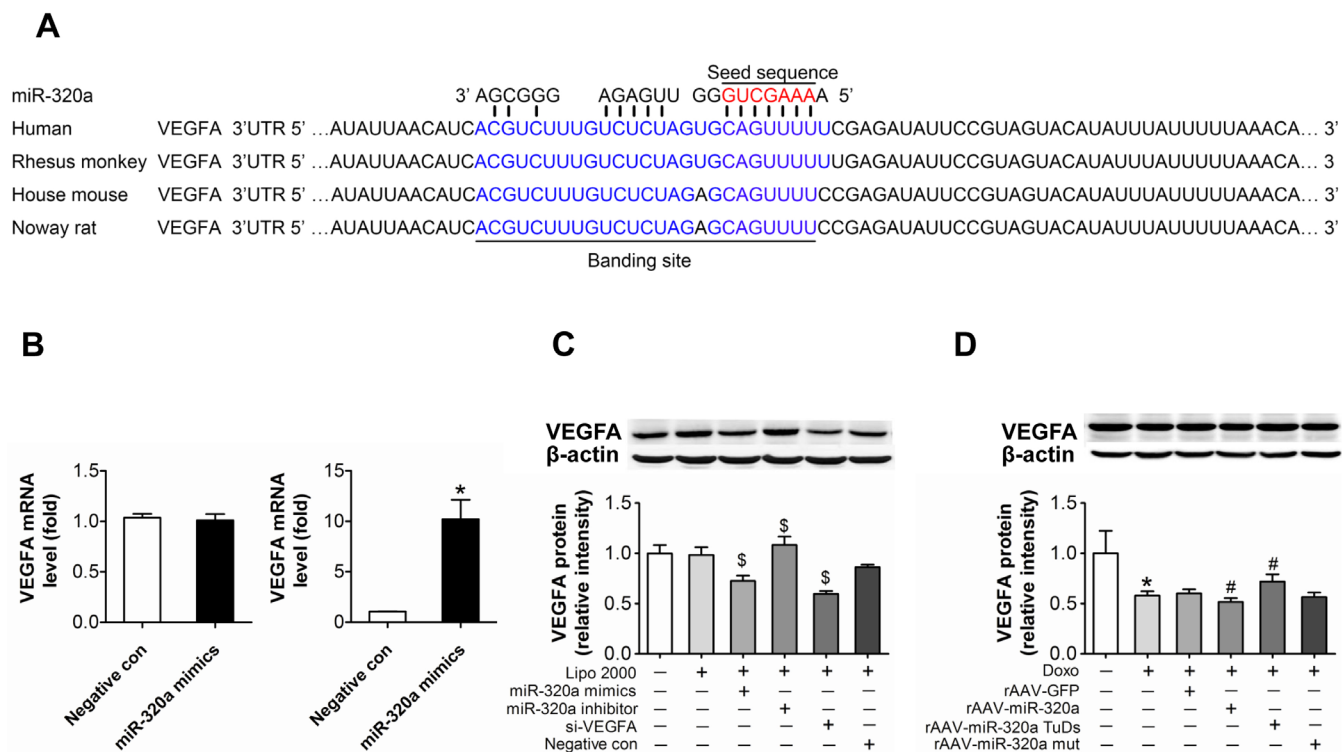 A
Seed sequence
miR-320a 3’ AGCGGG AGAGUU GGGUCGAAAA 5’
Human VEGFA 3’UTR 5’ …AUAUUAACAUCACGUCUUUGUCUCUAGUGCAGUUUUUCGAGAUAUUCCGUAGUACAUAUUUAUUUUUAAACA… 3’
Rhesus monkey VEGFA 3’UTR 5’ …AUAUUAACAUCACGUCUUUGUCUCUAGUGCAGUUUUUUGAGAUAUUCCGUAGUACAUAUUUAUUUUUAAACA… 3’
House mouse VEGFA 3’UTR 5’ …AUAUUAACAUCACGUCUUUGUCUCUAGAGCAGUUUUCCGAGAUAUUCCGUAGUACAUAUUUAUUUUUAAACA… 3’
Noway rat VEGFA 3’UTR 5’ …AUAUUAACAUCACGUCUUUGUCUCUAGAGCAGUUUUCCGAGAUAUUCCGUAGUACAUAUUUAUUUUUAAACA… 3’
Banding site
B
VEGFA mRNA
level (fold)
1.5
1.0
0.5
0.0
Negative con
miR-320a mimics
VEGFA mRNA
level (fold)
15
10
5
0
*
Negative con
miR-320a mimics
C
VEGFA
β-actin
VEGFA protein
(relative intensity)
1.5
1.0
0.5
0.0
$ $ $
Lipo 2000 − + + + + +
miR-320a mimics − − + − − −
miR-320a inhibitor − − − + − −
si-VEGFA − − − − + −
Negative con − − − − − +
D
VEGFA
β-actin
VEGFA protein
(relative intensity)
1.5
1.0
0.5
0.0
* # #
Doxo − + + + + +
rAAV-GFP − − + − − −
rAAV-miR-320a − − − + − −
rAAV-miR-320a TuDs − − − − + −
rAAV-miR-320a mut − − − − − +